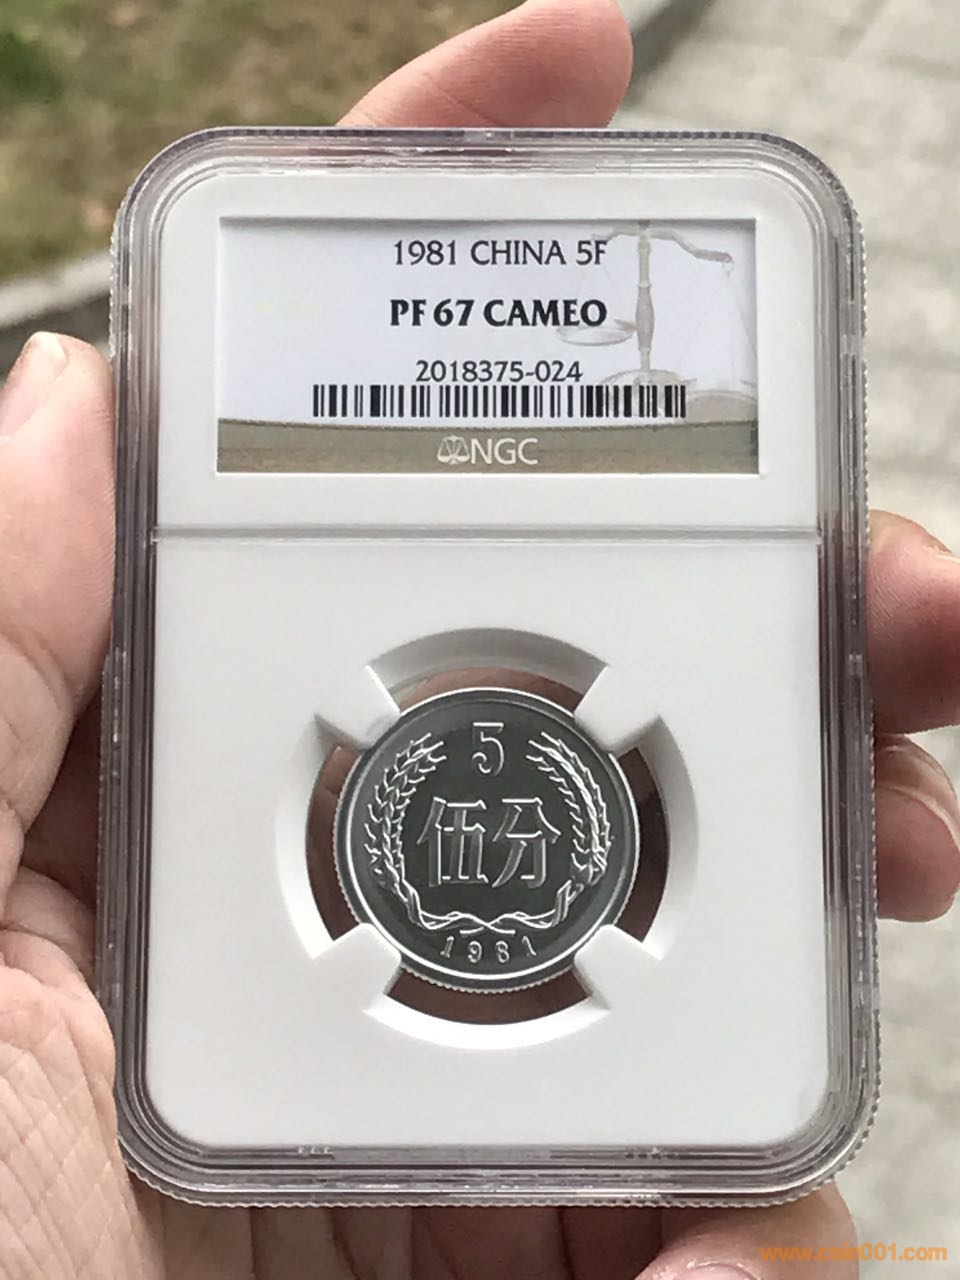 1981 CHINA 5F
PF 67 CAMEO
2018375-024
NGC
5
伍分
1981
www.coin001.com